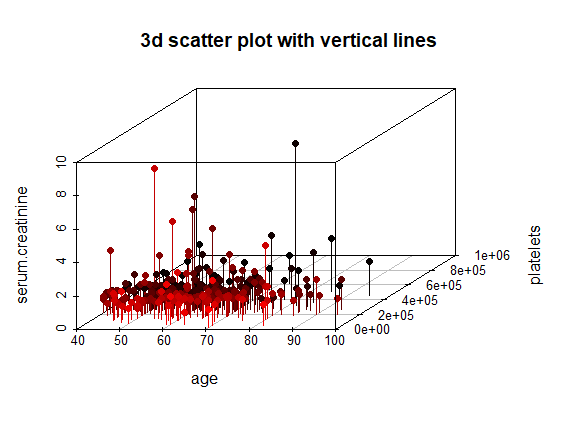 3d scatter plot with vertical lines
serum.creatinine
10
8
6
4
2
0
40 50 60 70 80 90 100
age
platelets
1e+06
8e+05
6e+05
4e+05
2e+05
0e+00